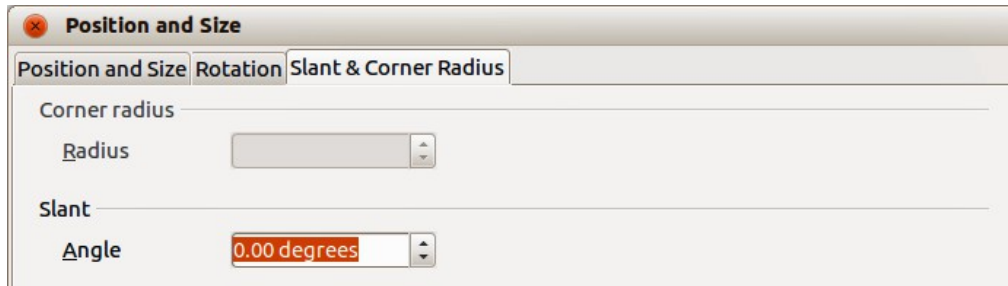 Position and Size
Position and Size Rotation Slant & Corner Radius
Corner radius
Radius
Slant
Angle 0.00 degrees